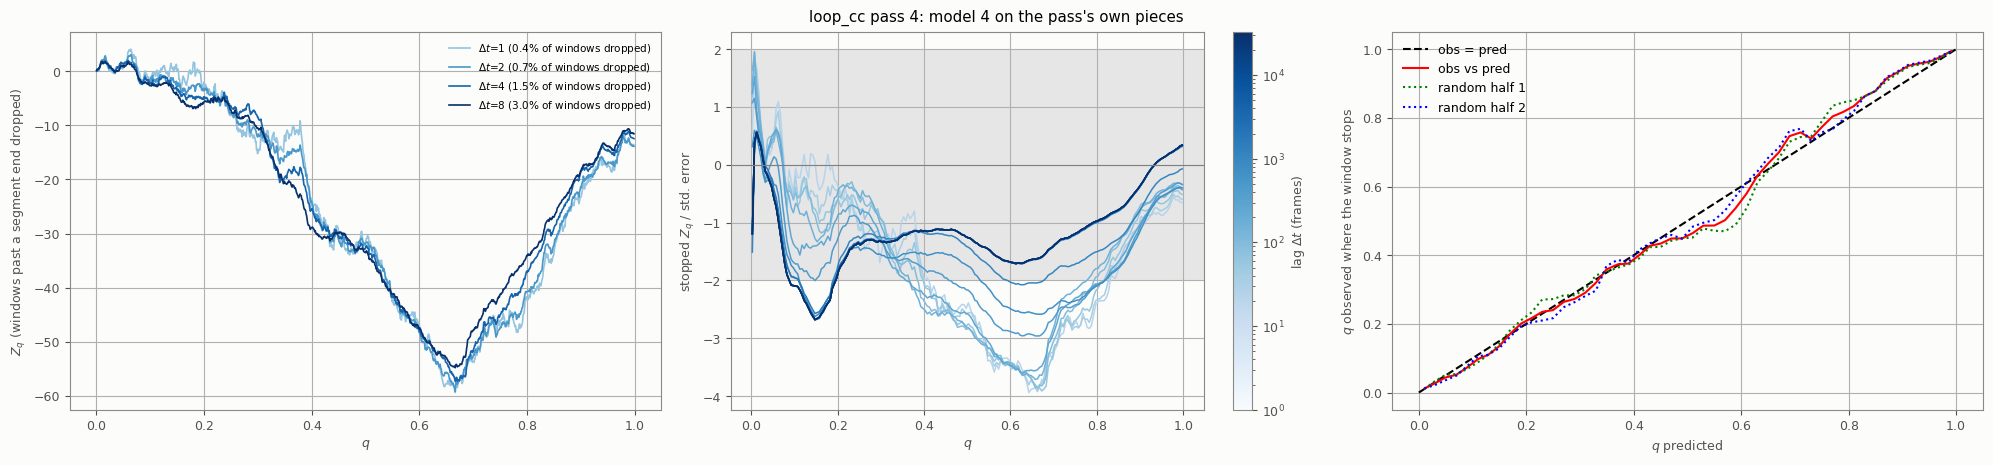 loop_cc pass 4: model 4 on the pass's own pieces
Z_q (windows past a segment end dropped)
0
−10
−20
−30
−40
−50
−60
0.0 0.2 0.4 0.6 0.8 1.0
q
Δt=1 (0.4% of windows dropped)
Δt=2 (0.7% of windows dropped)
Δt=4 (1.5% of windows dropped)
Δt=8 (3.0% of windows dropped)
stopped Z_q / std. error
2
1
0
−1
−2
−3
−4
0.0 0.2 0.4 0.6 0.8 1.0
q
10^4
10^3
10^2
10^1
10^0
lag Δt (frames)
q observed where the window stops
1.0
0.8
0.6
0.4
0.2
0.0
0.0 0.2 0.4 0.6 0.8 1.0
q predicted
obs = pred
obs vs pred
random half 1
random half 2